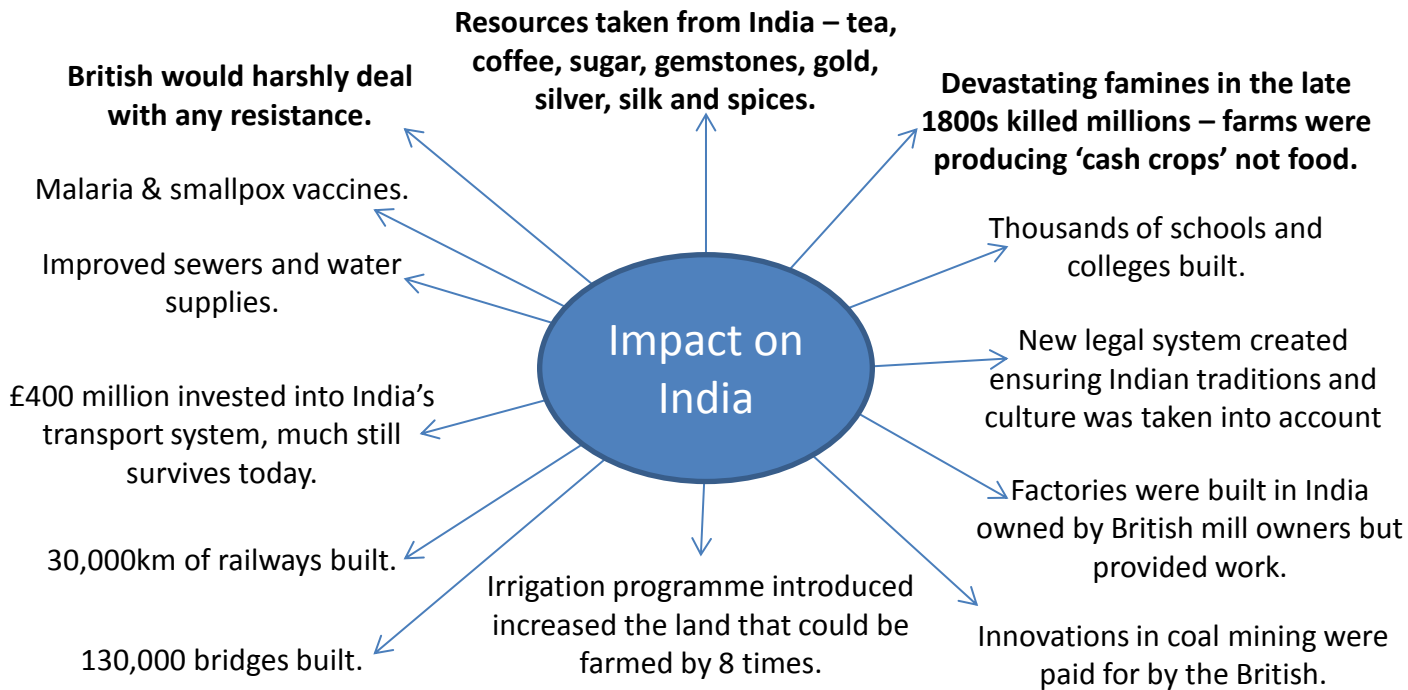 Resources taken from India – tea,
coffee, sugar, gemstones, gold,
silver, silk and spices.
British would harshly deal
with any resistance.
Devastating famines in the late
1800s killed millions – farms were
producing ‘cash crops’ not food.
Malaria & smallpox vaccines.
Thousands of schools and
colleges built.
Improved sewers and water
supplies.
Impact on
India
New legal system created
ensuring Indian traditions and
culture was taken into account
£400 million invested into India’s
transport system, much still
survives today.
Factories were built in India
owned by British mill owners but
provided work.
30,000km of railways built.
Irrigation programme introduced
increased the land that could be
farmed by 8 times.
Innovations in coal mining were
paid for by the British.
130,000 bridges built.